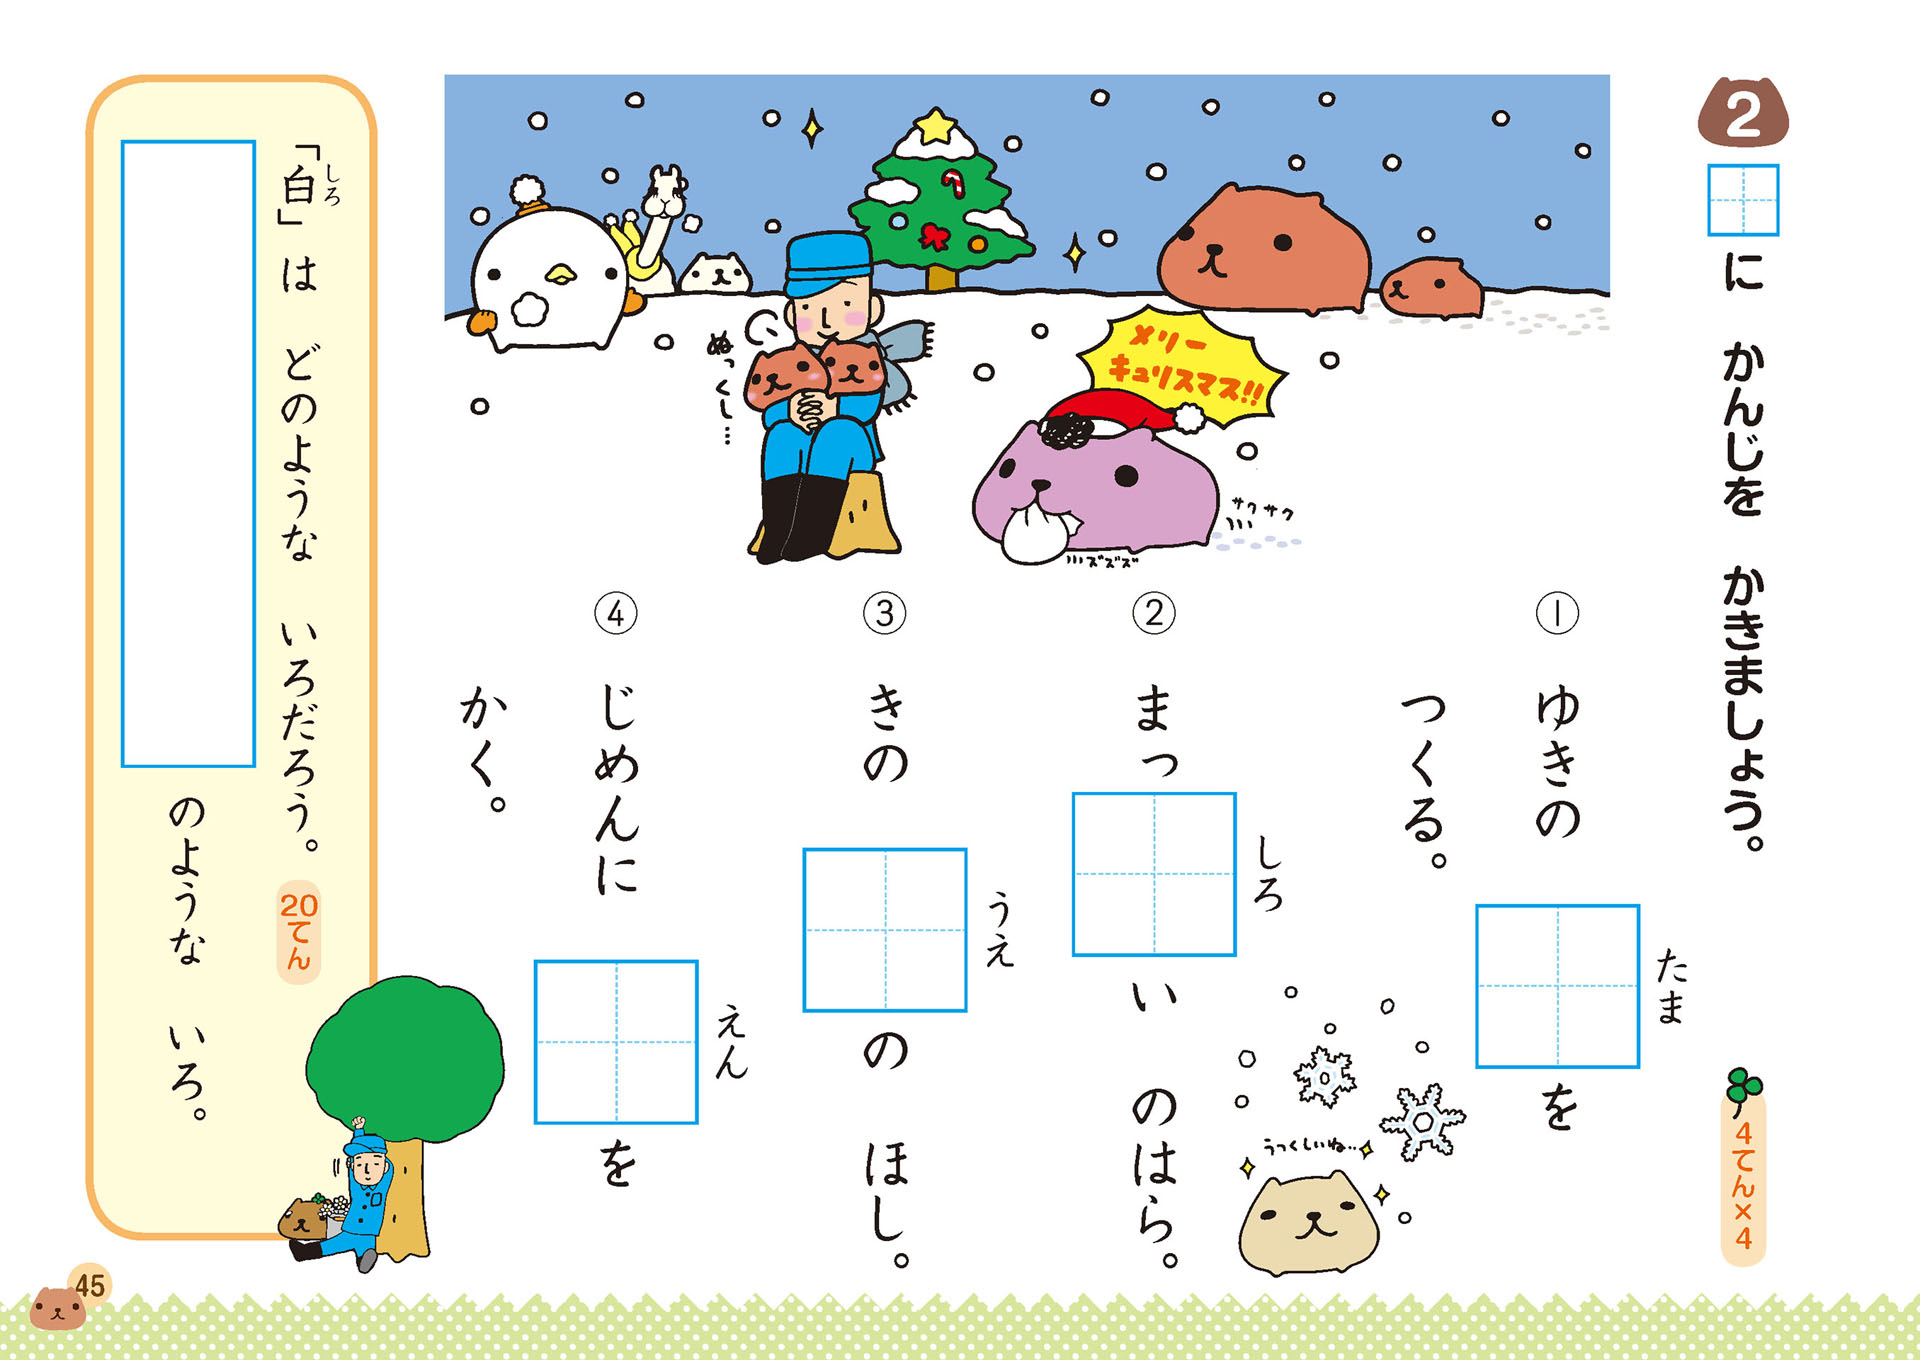 2
□に かんじを かきましょう。
4てん×4
メリー
キュリスマス!!
サクサク
ズズズ
ぬっくし…
① ゆきの□を
たま
つくる。
② まっ□い のはら。
しろ
うつくしいね…
③ きの□の ほし。
うえ
④ じめんに□を
えん
かく。
「白」は どのような いろだろう。
しろ
20てん
のような いろ。
45